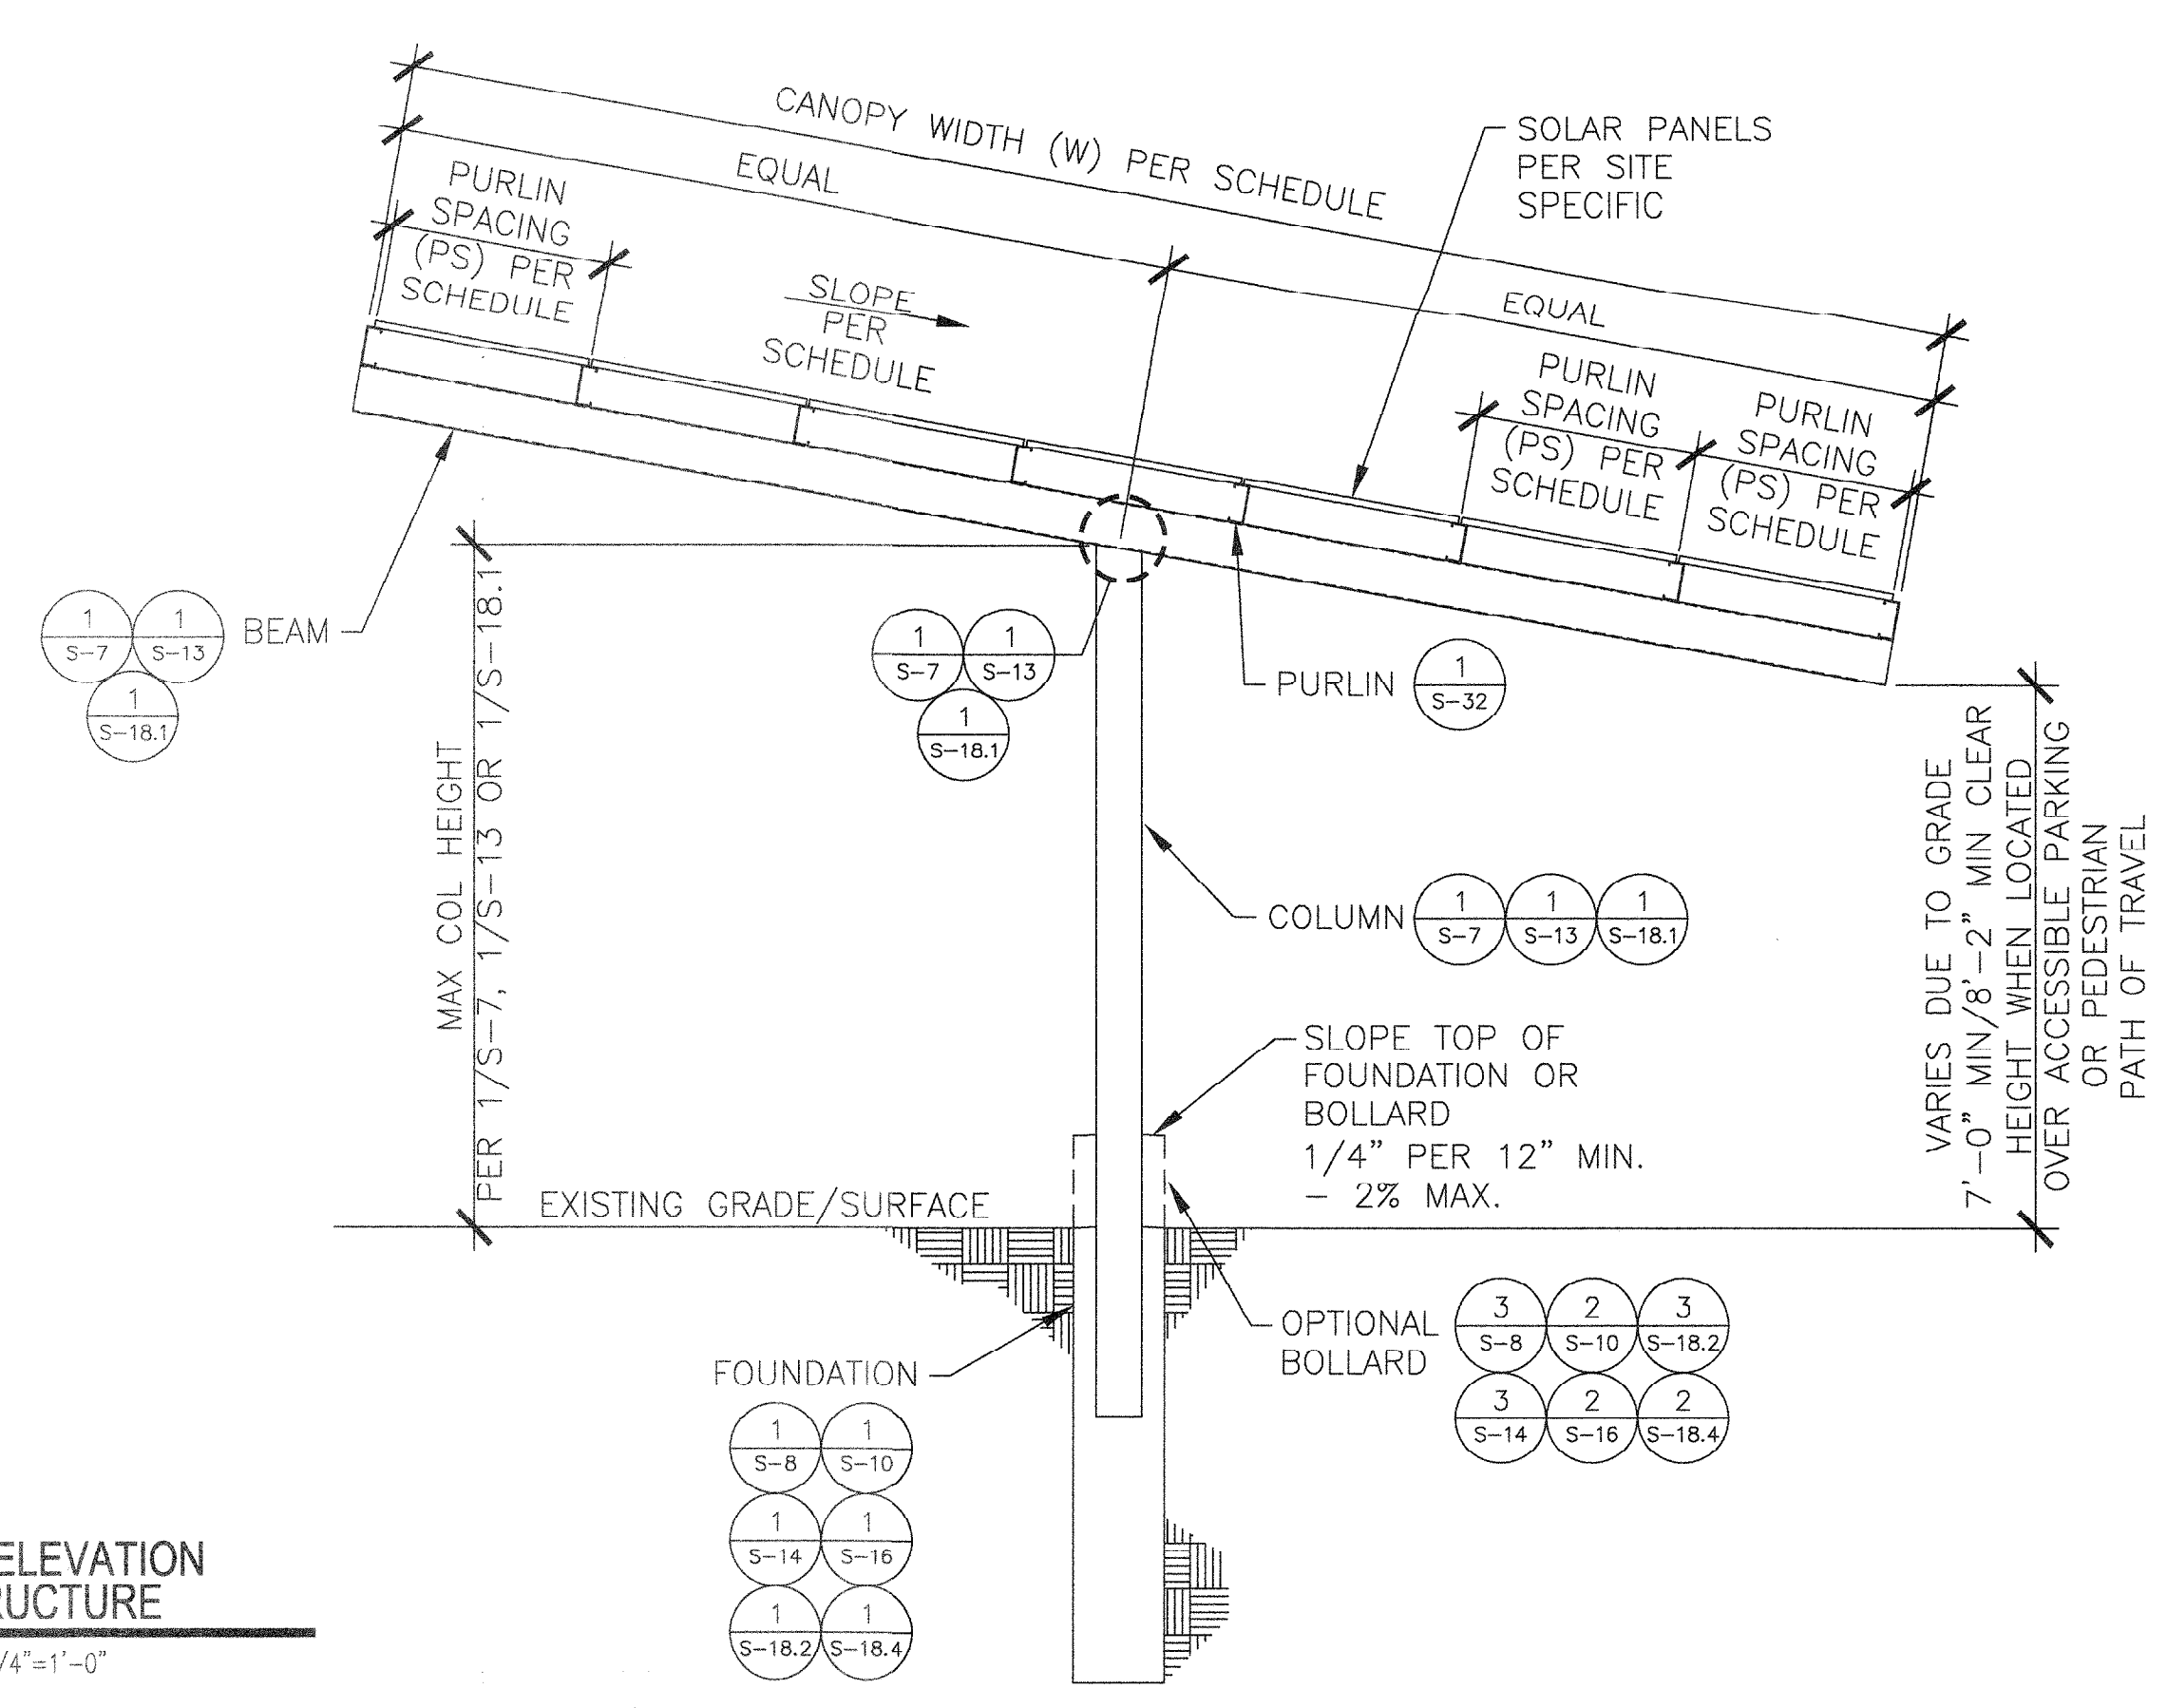 CANOPY WIDTH (W) PER SCHEDULE
EQUAL
EQUAL
PURLIN
SPACING
(PS) PER
SCHEDULE
SLOPE
PER
SCHEDULE
SOLAR PANELS
PER SITE
SPECIFIC
PURLIN
SPACING
(PS) PER
SCHEDULE
PURLIN
SPACING
(PS) PER
SCHEDULE
1
S-7
1
S-13
1
S-18.1
BEAM
MAX COL HEIGHT
PER 1/S-7, 1/S-13 OR 1/S-18.1
1
S-7
1
S-13
1
S-18.1
PURLIN
1
S-32
COLUMN
1
S-7
1
S-13
1
S-18.1
SLOPE TOP OF
FOUNDATION OR
BOLLARD
1/4" PER 12" MIN.
- 2% MAX.
VARIES DUE TO GRADE
7'-0" MIN/8'-2" MIN CLEAR
HEIGHT WHEN LOCATED
OVER ACCESSIBLE PARKING
OR PEDESTRIAN
PATH OF TRAVEL
EXISTING GRADE/SURFACE
OPTIONAL
BOLLARD
3
S-8
2
S-10
3
S-18.2
3
S-14
2
S-16
2
S-18.4
FOUNDATION
1
S-8
1
S-10
1
S-14
1
S-16
1
S-18.2
1
S-18.4
ELEVATION
RUCTURE
/4"=1'-0"